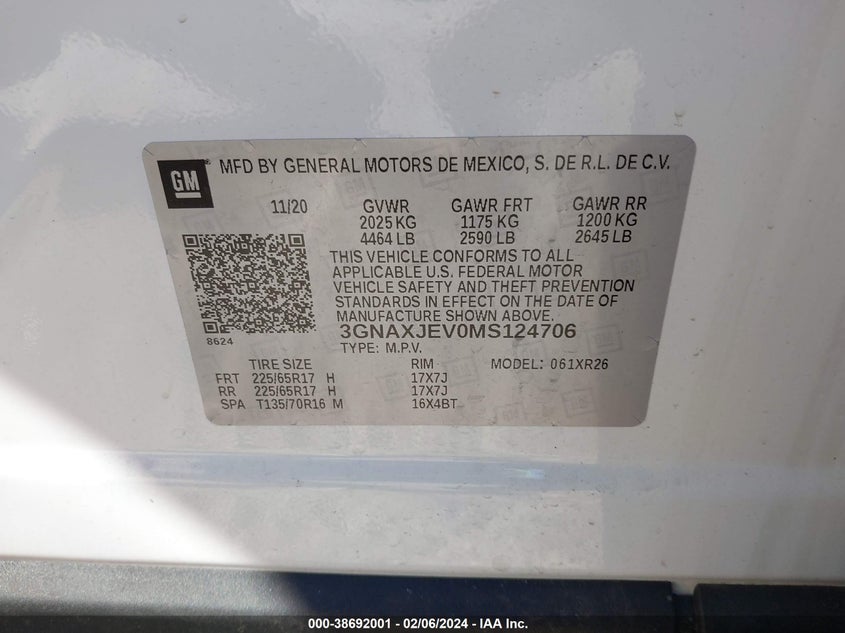 GM ® MFD BY GENERAL MOTORS DE MEXICO, S. DE R.L. DE C.V.
11/20 GVWR GAWR FRT GAWR RR
2025 KG 1175 KG 1200 KG
4464 LB 2590 LB 2645 LB
THIS VEHICLE CONFORMS TO ALL
APPLICABLE U.S. FEDERAL MOTOR
VEHICLE SAFETY AND THEFT PREVENTION
STANDARDS IN EFFECT ON THE DATE OF
MANUFACTURE SHOWN ABOVE.
8624
3GNAXJEV0MS124706
TYPE: M.P.V.
TIRE SIZE RIM MODEL: 061XR26
FRT 225/65R17 H 17X7J
RR 225/65R17 H 17X7J
SPA T135/70R16 M 16X4BT
000-38692001 - 02/06/2024 - IAA Inc.